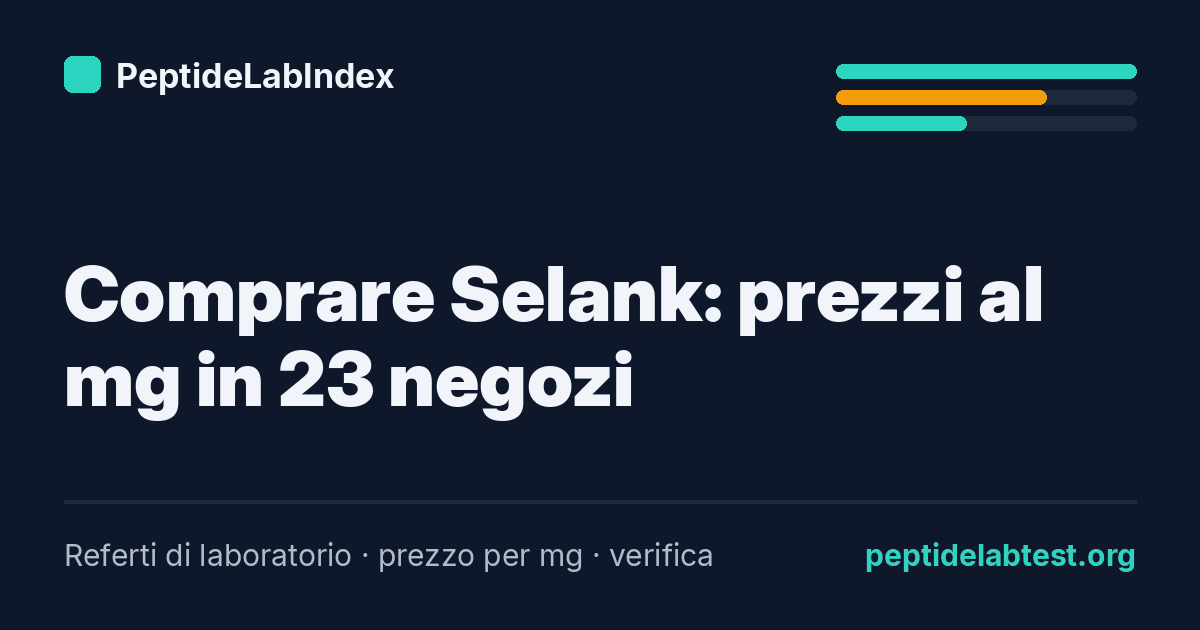 PeptideLabIndex
Comprare Selank: prezzi al
mg in 23 negozi
Referti di laboratorio · prezzo per mg · verifica
peptidelabtest.org